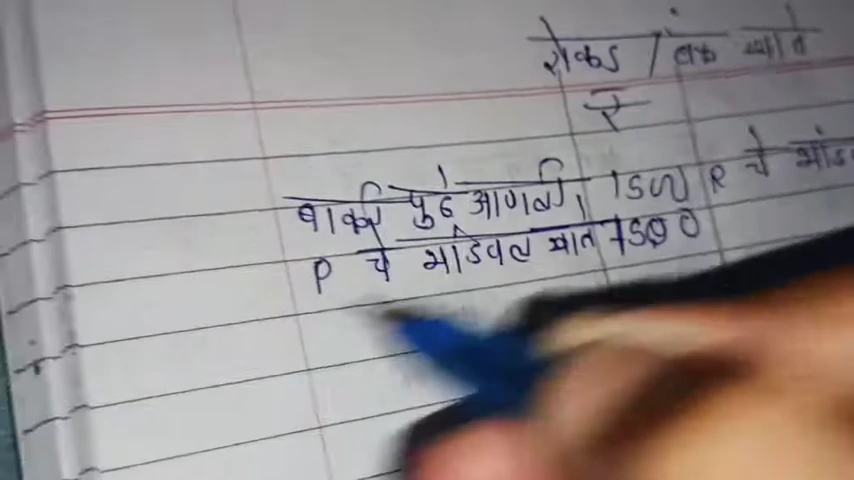 रोकड / बँक खाते
₹
बाकी पुढे आणली 1500 R चे भांड
P चे भांडवल खाते 1500